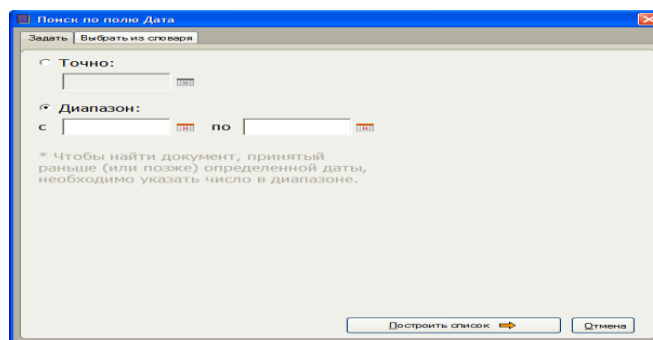 Поиск по полю Дата
Задать Выбрать из словаря
Точно:
Диапазон:
с по
* Чтобы найти документ, принятый
раньше (или позже) определенной даты,
необходимо указать число в диапазоне.
Построить список Отмена